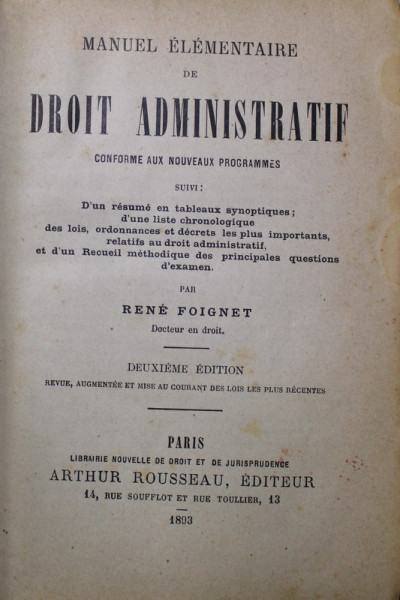 MANUEL ÉLÉMENTAIRE
DE
DROIT ADMINISTRATIF
CONFORME AUX NOUVEAUX PROGRAMMES
SUIVI :
D'un résumé en tableaux synoptiques ;
d'une liste chronologique
des lois, ordonnances et décrets les plus importants,
relatifs au droit administratif,
et d'un Recueil méthodique des principales questions
d'examen.
PAR
RENÉ FOIGNET
Docteur en droit.
DEUXIÉME ÉDITION
REVUE, AUGMENTÉE ET MISE AU COURANT DES LOIS LES PLUS RÉCENTES
PARIS
LIBRAIRIE NOUVELLE DE DROIT ET DE JURISPRUDENCE
ARTHUR ROUSSEAU, ÉDITEUR
14, RUE SOUFFLOT ET RUE TOULLIER, 13
1893